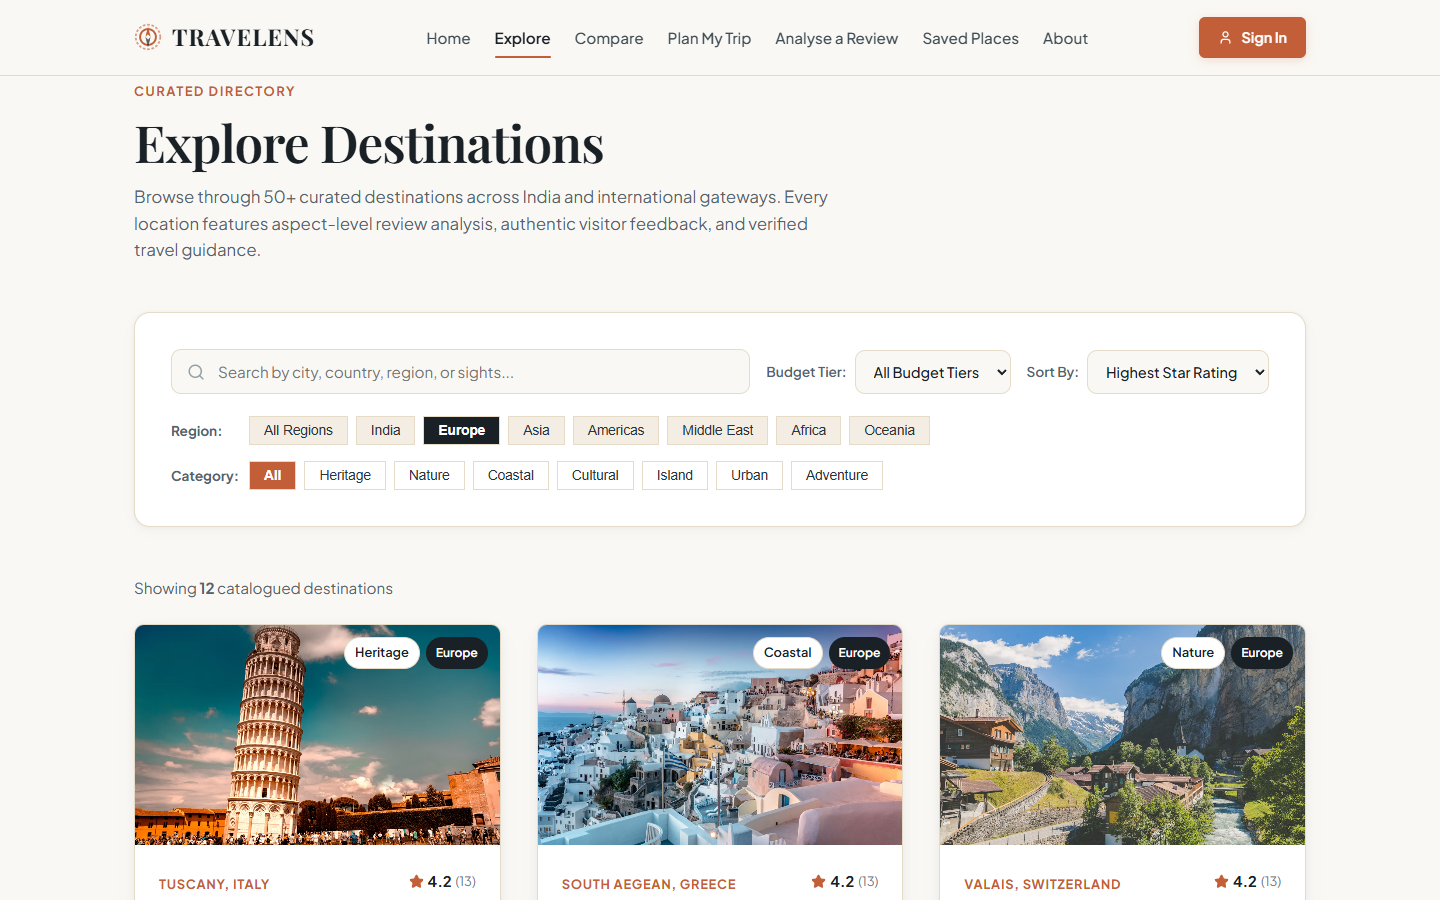 TRAVELENS
Home Explore Compare Plan My Trip Analyse a Review Saved Places About
Sign In
CURATED DIRECTORY
Explore Destinations
Browse through 50+ curated destinations across India and international gateways. Every
location features aspect-level review analysis, authentic visitor feedback, and verified
travel guidance.
Search by city, country, region, or sights...
Budget Tier: All Budget Tiers
Sort By: Highest Star Rating
Region: All Regions India Europe Asia Americas Middle East Africa Oceania
Category: All Heritage Nature Coastal Cultural Island Urban Adventure
Showing 12 catalogued destinations
Heritage Europe
TUSCANY, ITALY 4.2 (13)
Coastal Europe
SOUTH AEGEAN, GREECE 4.2 (13)
Nature Europe
VALAIS, SWITZERLAND 4.2 (13)